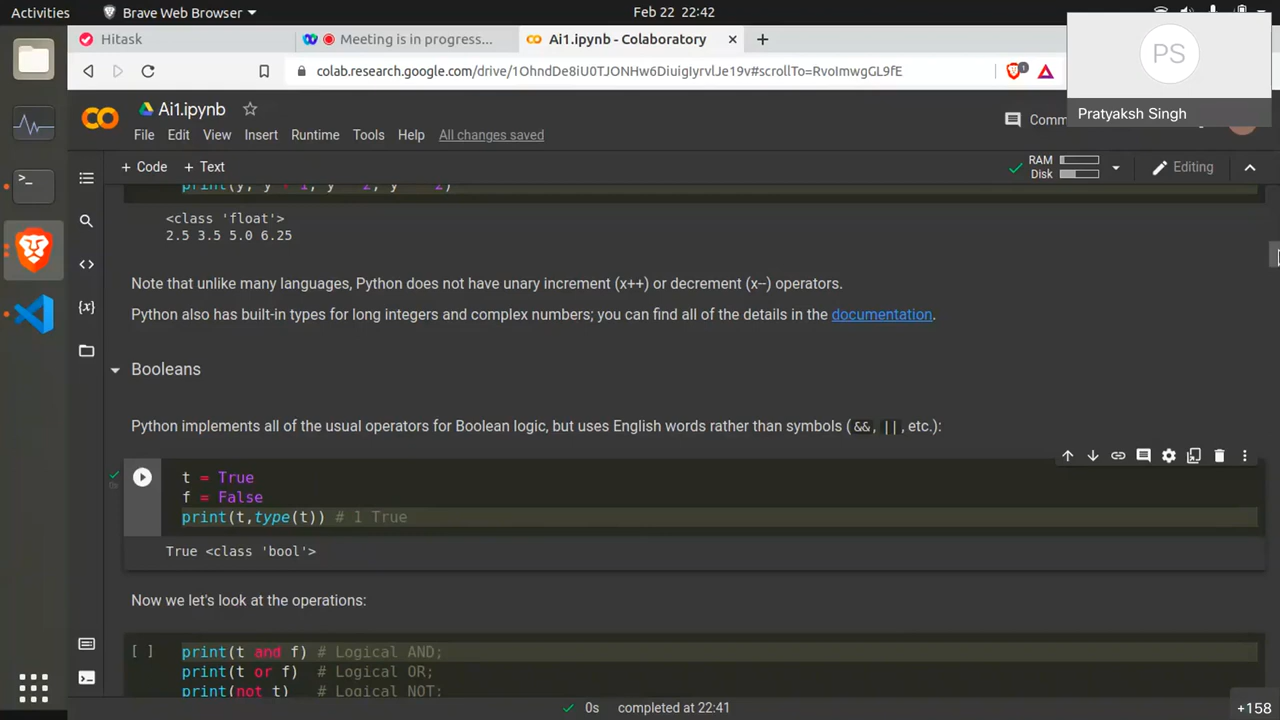 Activities
Brave Web Browser
Feb 22 22:42
Hitask
Meeting is in progress...
Ai1.ipynb - Colaboratory
colab.research.google.com/drive/1OhndDe8iU0TJONHw6DiuigIyrvlJe19v#scrollTo=RvoImwgGL9fE
1
PS
Pratyaksh Singh
Ai1.ipynb
File Edit View Insert Runtime Tools Help All changes saved
Comm
+ Code + Text
RAM
Disk
Editing
<class 'float'>
2.5 3.5 5.0 6.25
Note that unlike many languages, Python does not have unary increment (x++) or decrement (x--) operators.
Python also has built-in types for long integers and complex numbers; you can find all of the details in the documentation.
Booleans
Python implements all of the usual operators for Boolean logic, but uses English words rather than symbols (&&, ||, etc.):
t = True
f = False
print(t,type(t)) # 1 True
True <class 'bool'>
Now we let's look at the operations:
[ ] print(t and f) # Logical AND;
print(t or f) # Logical OR;
print(not t) # Logical NOT;
0s completed at 22:41
+158